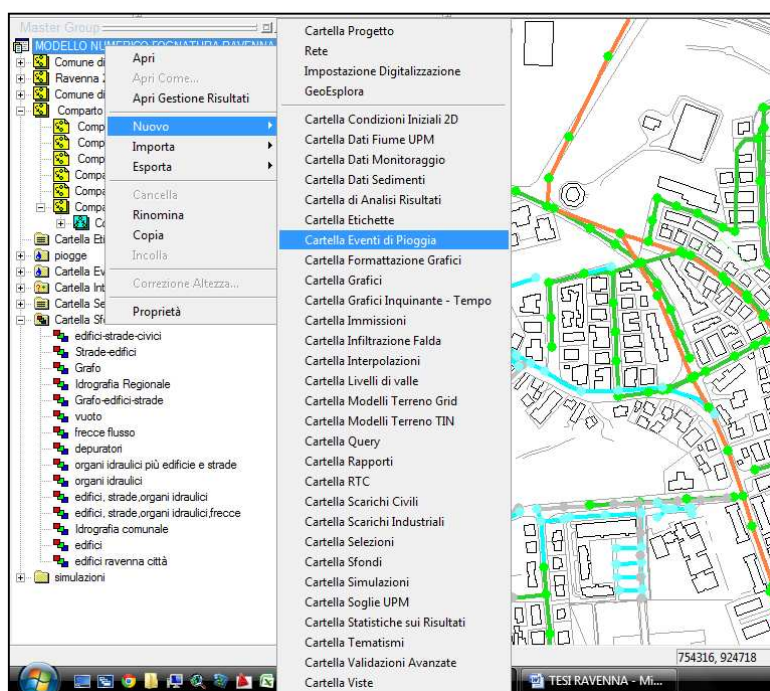 Master Group
MODELLO NUMERICO FOGNATURA RAVENNA
Comune di
Ravenna
Comune di
Comparto
Comp
Comp
Comp
Compa
Compa
Compa
Co
Cartella Eti
piogge
Cartella Ev
Cartella Int
Cartella Se
Cartella Sfo
edifici-strade-civici
Strade-edifici
Grafo
Idrografia Regionale
Grafo-edifici-strade
vuoto
frecce flusso
depuratori
organi idraulici più edificie e strade
organi idraulici
edifici, strade,organi idraulici
edifici, strade,organi idraulici,frecce
Idrografia comunale
edifici
edifici ravenna città
simulazioni
Apri
Apri Come...
Apri Gestione Risultati
Nuovo
Importa
Esporta
Cancella
Rinomina
Copia
Incolla
Correzione Altezza...
Proprietà
Cartella Progetto
Rete
Impostazione Digitalizzazione
GeoEsplora
Cartella Condizioni Iniziali 2D
Cartella Dati Fiume UPM
Cartella Dati Monitoraggio
Cartella Dati Sedimenti
Cartella di Analisi Risultati
Cartella Etichette
Cartella Eventi di Pioggia
Cartella Formattazione Grafici
Cartella Grafici
Cartella Grafici Inquinante - Tempo
Cartella Immissioni
Cartella Infiltrazione Falda
Cartella Interpolazioni
Cartella Livelli di valle
Cartella Modelli Terreno Grid
Cartella Modelli Terreno TIN
Cartella Query
Cartella Rapporti
Cartella RTC
Cartella Scarichi Civili
Cartella Scarichi Industriali
Cartella Selezioni
Cartella Sfondi
Cartella Simulazioni
Cartella Soglie UPM
Cartella Statistiche sui Risultati
Cartella Tematismi
Cartella Validazioni Avanzate
Cartella Viste
754316, 924718
TESI RAVENNA - Mi...